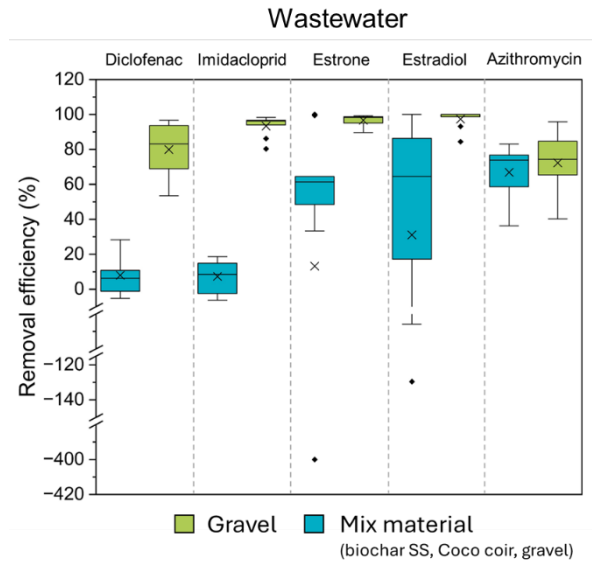 Wastewater
Diclofenac Imidacloprid Estrone Estradiol Azithromycin
Removal efficiency (%)
120
100
80
60
40
20
0
−120
−140
−400
−420
Gravel Mix material
(biochar SS, Coco coir, gravel)